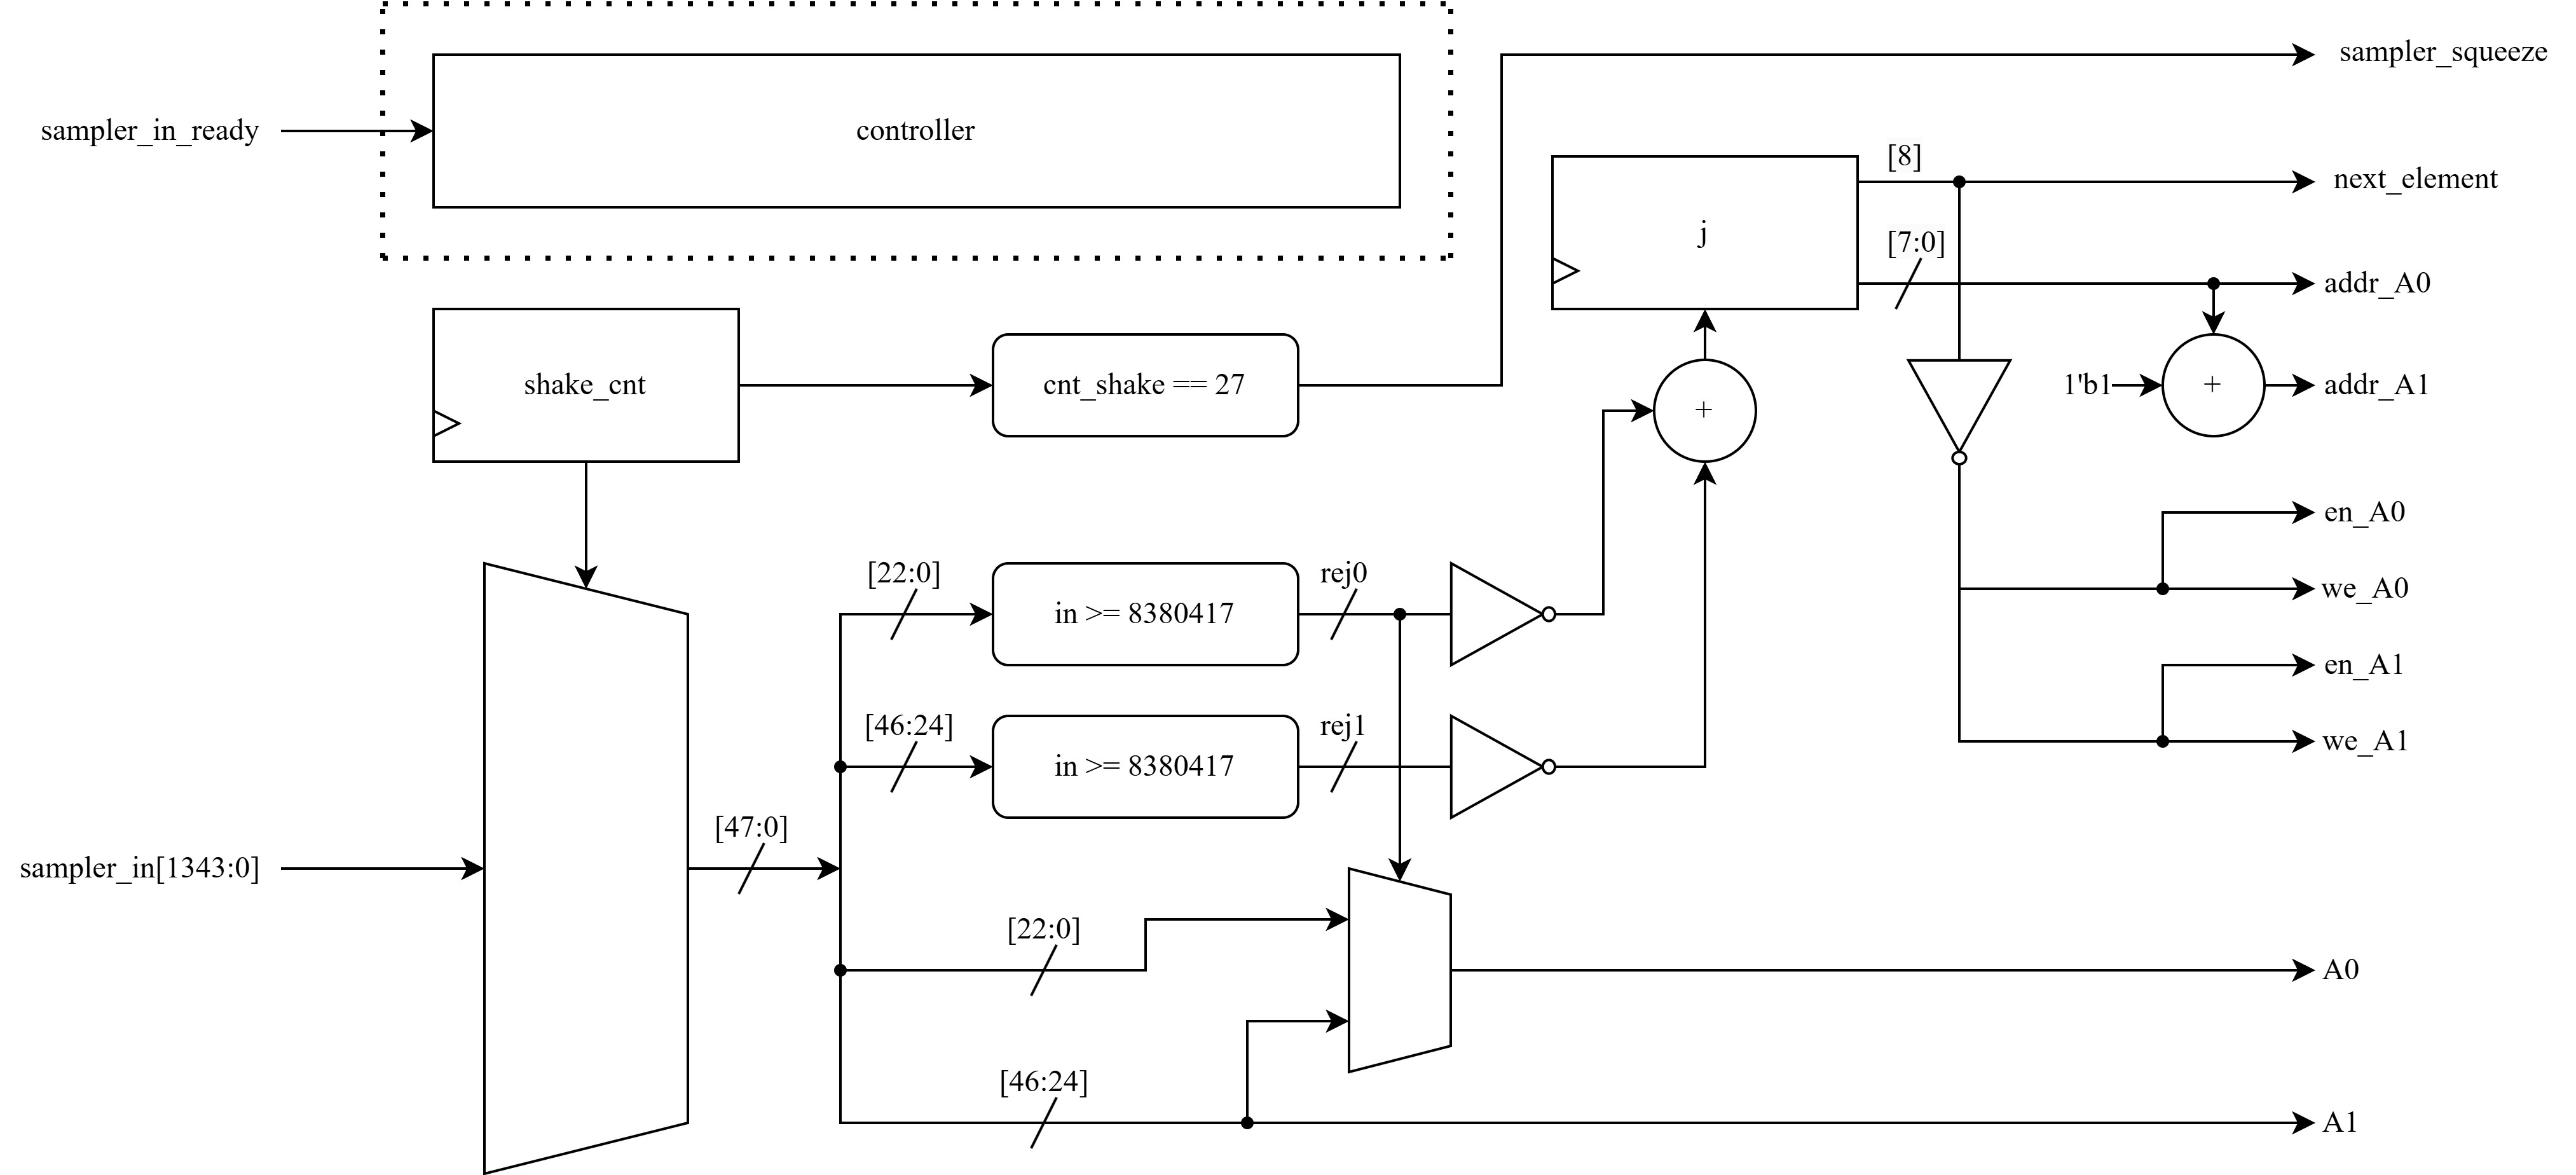 sampler_squeeze
sampler_in_ready
controller
[8]
next_element
j
[7:0]
addr_A0
shake_cnt
cnt_shake == 27
+
1'b1
+
addr_A1
en_A0
[22:0]
in >= 8380417
rej0
we_A0
en_A1
[46:24]
in >= 8380417
rej1
we_A1
[47:0]
sampler_in[1343:0]
[22:0]
A0
[46:24]
A1